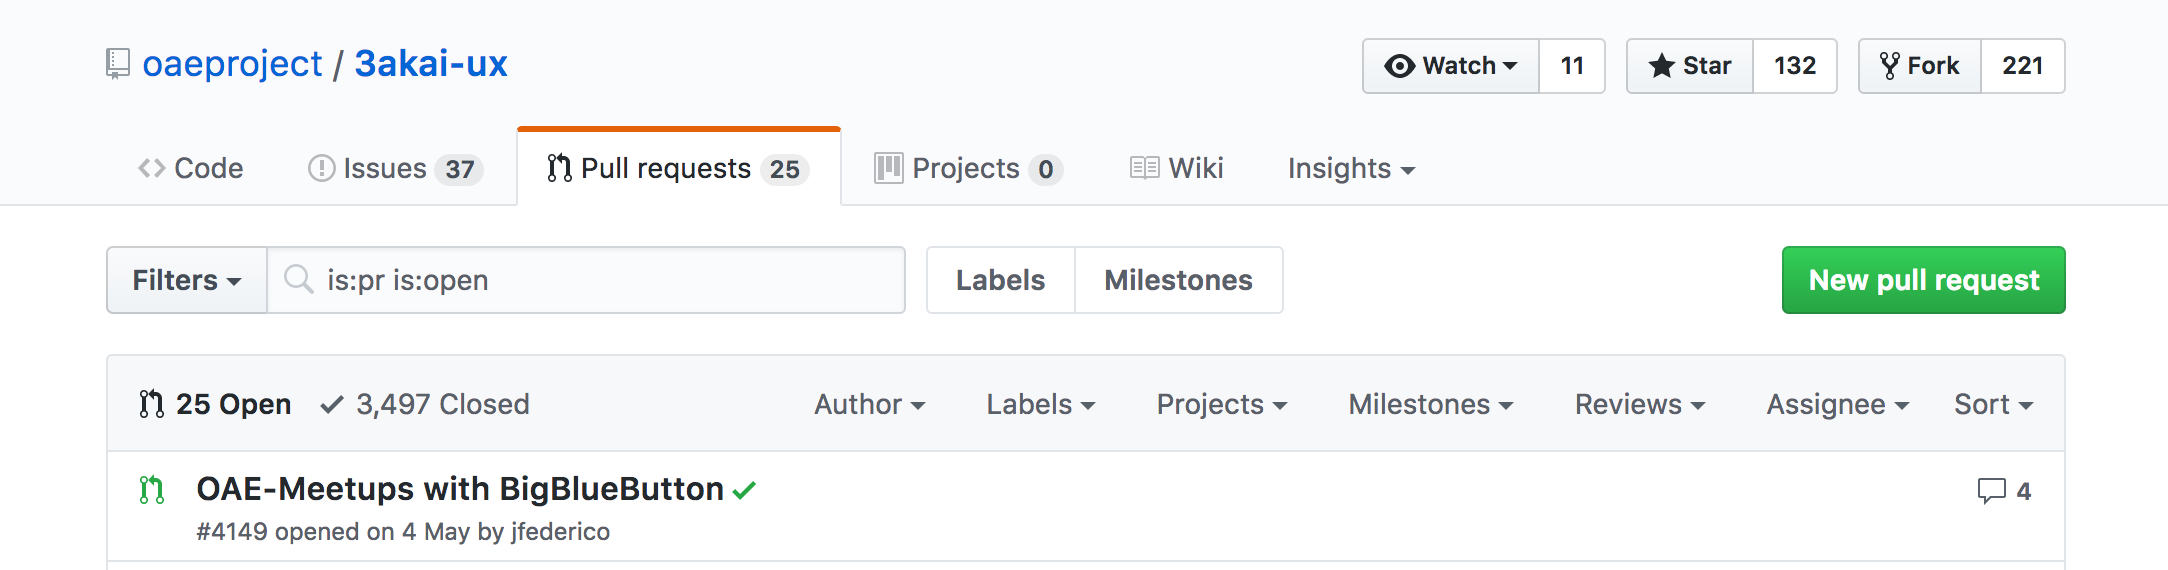 oaeproject / 3akai-ux
Watch 11 Star 132 Fork 221
Code Issues 37 Pull requests 25 Projects 0 Wiki Insights
Filters is:pr is:open Labels Milestones New pull request
25 Open 3,497 Closed Author Labels Projects Milestones Reviews Assignee Sort
OAE-Meetups with BigBlueButton 4
#4149 opened on 4 May by jfederico